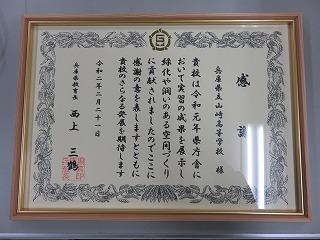 感謝
兵庫県立山崎高等学校 様
貴校は令和元年県庁舎に
おいて実習の成果を展示し
緑化や潤いのある空間づくり
に貢献されましたのでここに
感謝の意を表しますとともに
貴校のさらなる発展を期待します
令和二年二月二十一日
兵庫県教育長 西上 三鶴